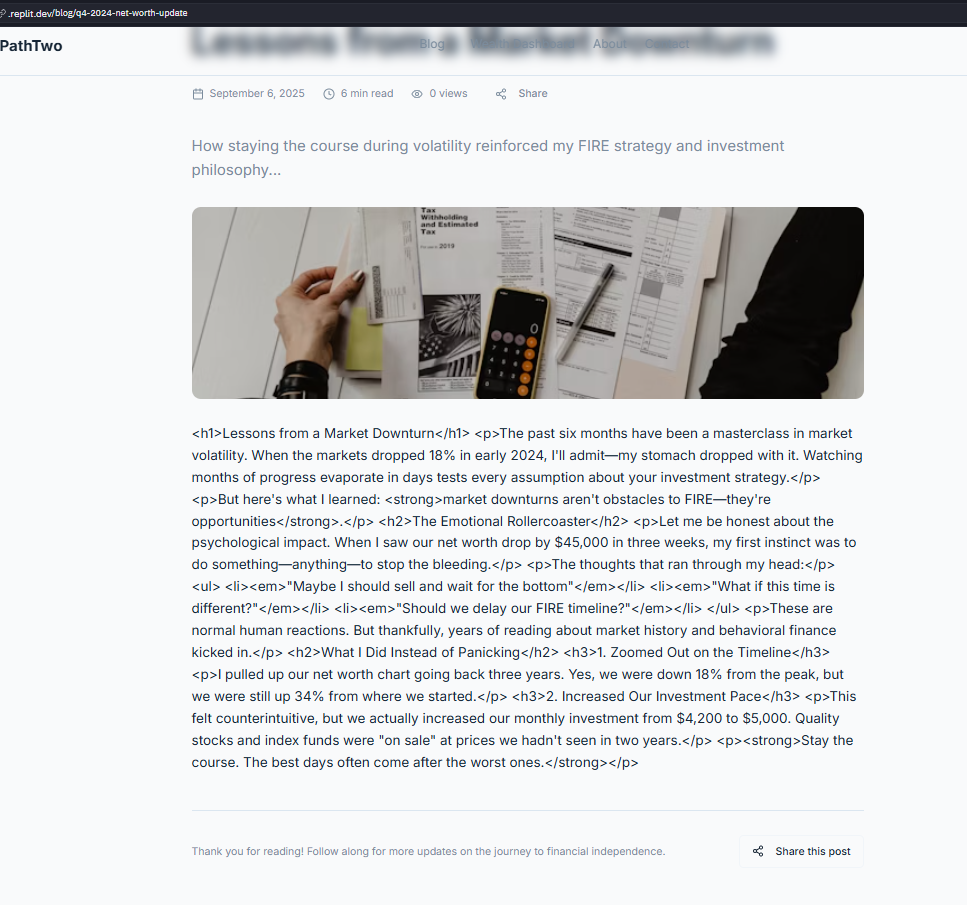 .replit.dev/blog/q4-2024-net-worth-update
PathTwo
Blog
About
Contact
Lessons from a Market Downturn
September 6, 2025 6 min read 0 views Share
How staying the course during volatility reinforced my FIRE strategy and investment
philosophy...
Tax
Withholding
and Estimated
Tax
2019
0
<h1>Lessons from a Market Downturn</h1> <p>The past six months have been a masterclass in market
volatility. When the markets dropped 18% in early 2024, I'll admit—my stomach dropped with it. Watching
months of progress evaporate in days tests every assumption about your investment strategy.</p>
<p>But here's what I learned: <strong>market downturns aren't obstacles to FIRE—they're
opportunities</strong>.</p> <h2>The Emotional Rollercoaster</h2> <p>Let me be honest about the
psychological impact. When I saw our net worth drop by $45,000 in three weeks, my first instinct was to
do something—anything—to stop the bleeding.</p> <p>The thoughts that ran through my head:</p>
<ul> <li><em>"Maybe I should sell and wait for the bottom"</em></li> <li><em>"What if this time is
different?"</em></li> <li><em>"Should we delay our FIRE timeline?"</em></li> </ul> <p>These are
normal human reactions. But thankfully, years of reading about market history and behavioral finance
kicked in.</p> <h2>What I Did Instead of Panicking</h2> <h3>1. Zoomed Out on the Timeline</h3>
<p>I pulled up our net worth chart going back three years. Yes, we were down 18% from the peak, but
we were still up 34% from where we started.</p> <h3>2. Increased Our Investment Pace</h3> <p>This
felt counterintuitive, but we actually increased our monthly investment from $4,200 to $5,000. Quality
stocks and index funds were "on sale" at prices we hadn't seen in two years.</p> <p><strong>Stay the
course. The best days often come after the worst ones.</strong></p>
Thank you for reading! Follow along for more updates on the journey to financial independence.
Share this post